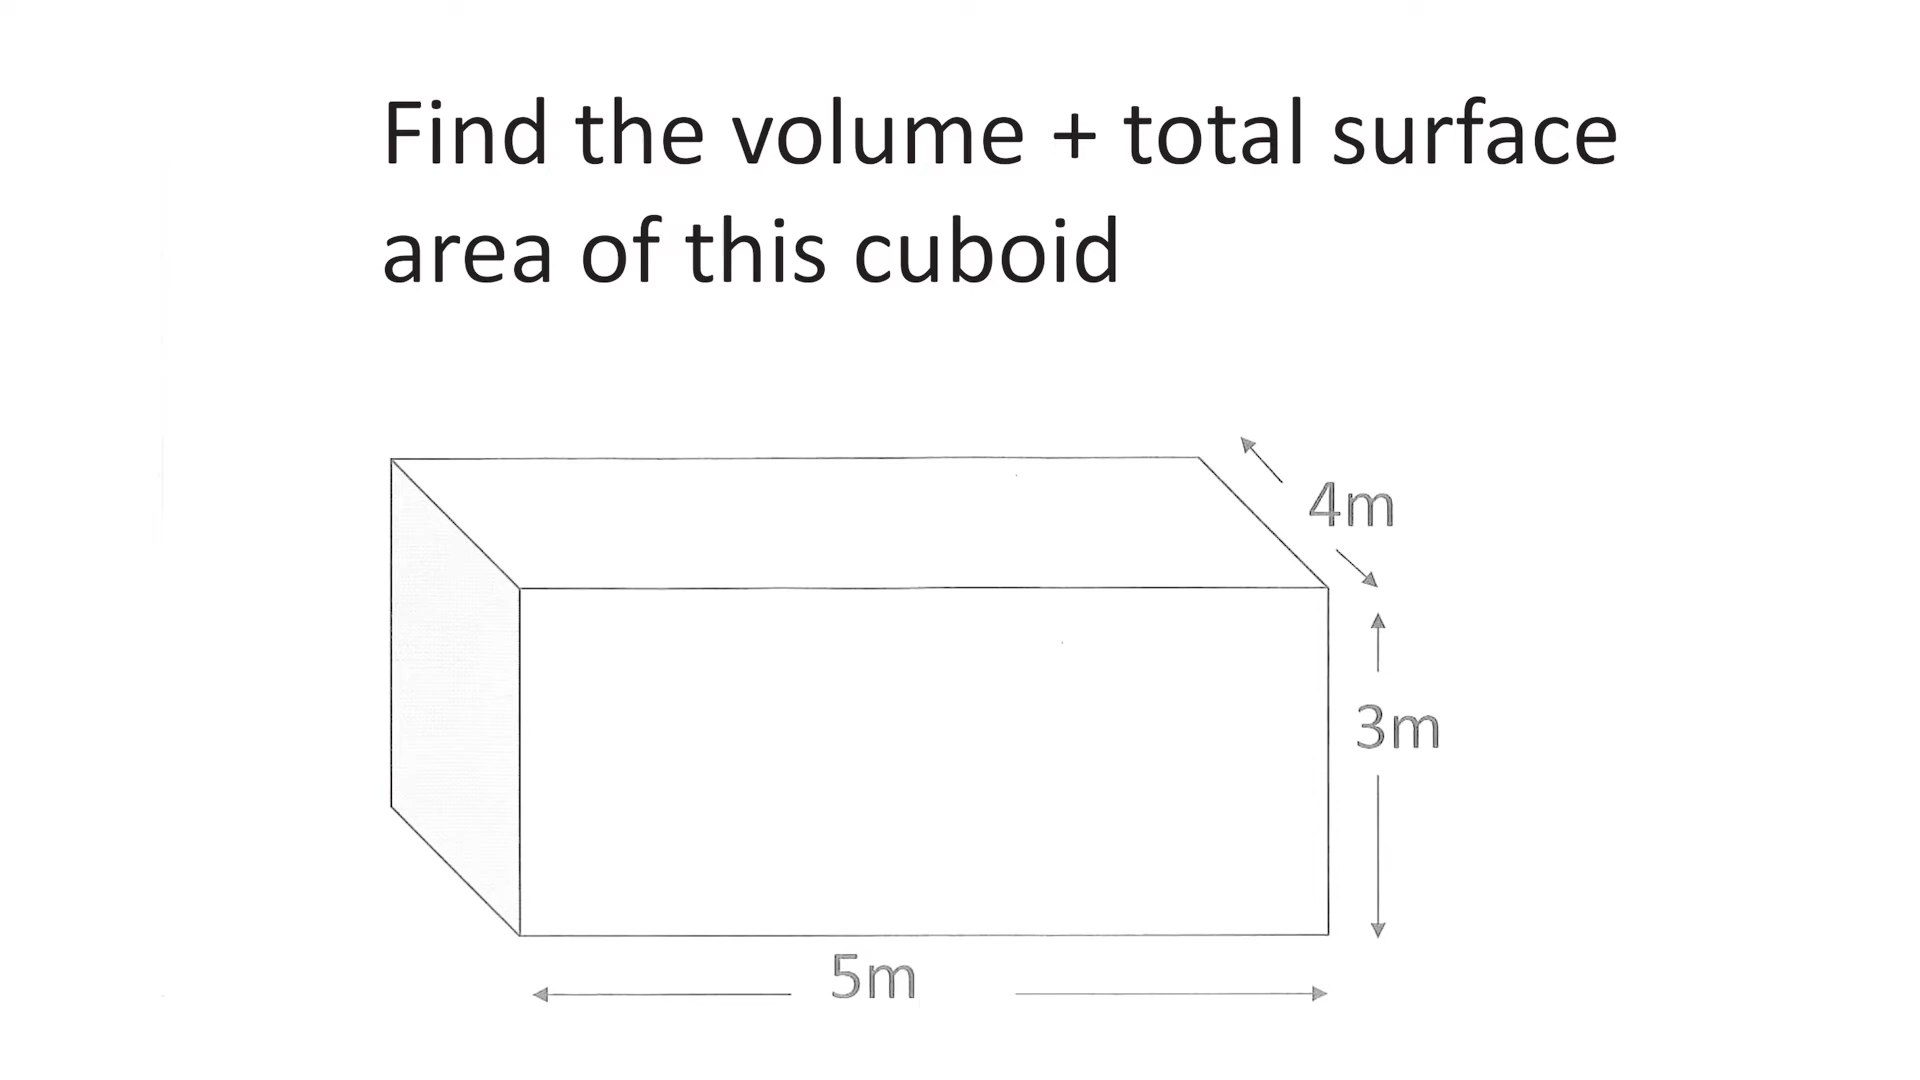 Find the volume + total surface
area of this cuboid
4m
3m
5m